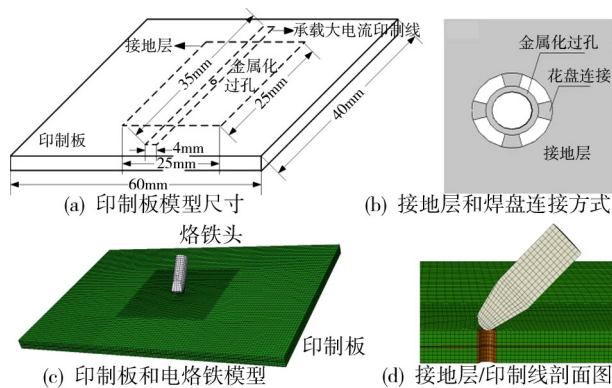 承载大电流印制线
接地层
金属化
过孔
35mm
25mm
40mm
印制板
4mm
25mm
60mm
(a) 印制板模型尺寸
金属化过孔
花盘连接
接地层
(b) 接地层和焊盘连接方式
烙铁头
印制板
(c) 印制板和电烙铁模型
(d) 接地层/印制线剖面图